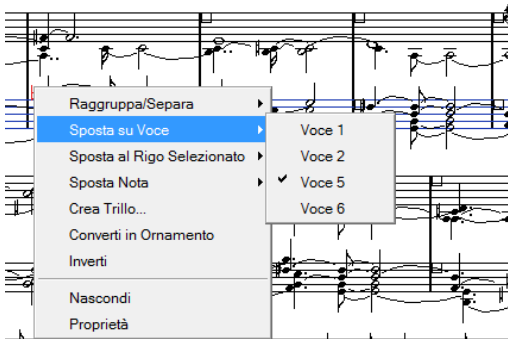 Raggruppa/Separa
Sposta su Voce
Sposta al Rigo Selezionato
Sposta Nota
Crea Trillo...
Converti in Ornamento
Inverti
Nascondi
Proprietà
Voce 1
Voce 2
Voce 5
Voce 6